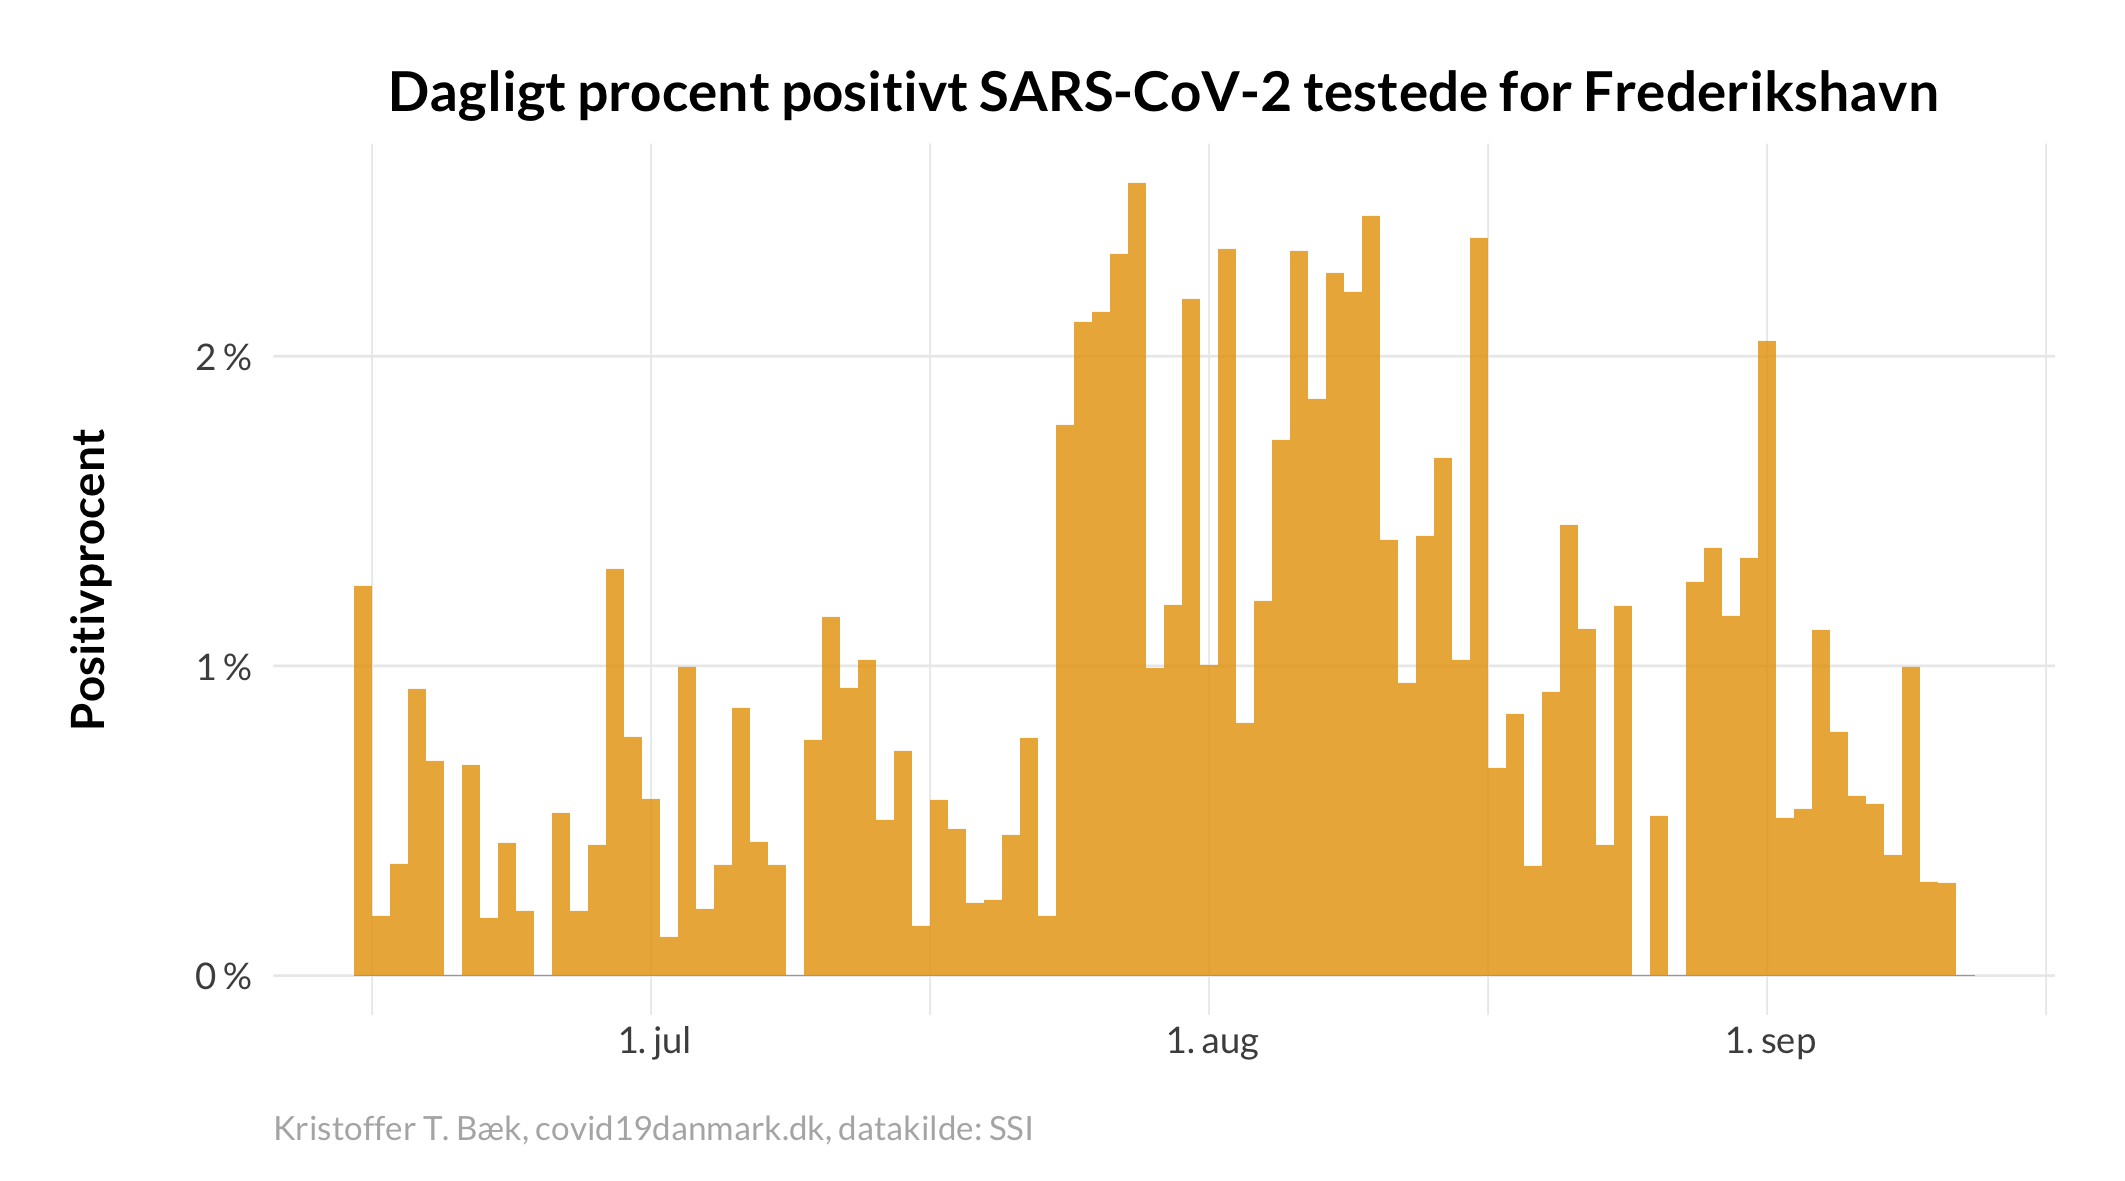 Dagligt procent positivt SARS-CoV-2 testede for Frederikshavn
Positivprocent
2 %
1 %
0 %
1. jul
1. aug
1. sep
Kristoffer T. Bæk, covid19danmark.dk, datakilde: SSI